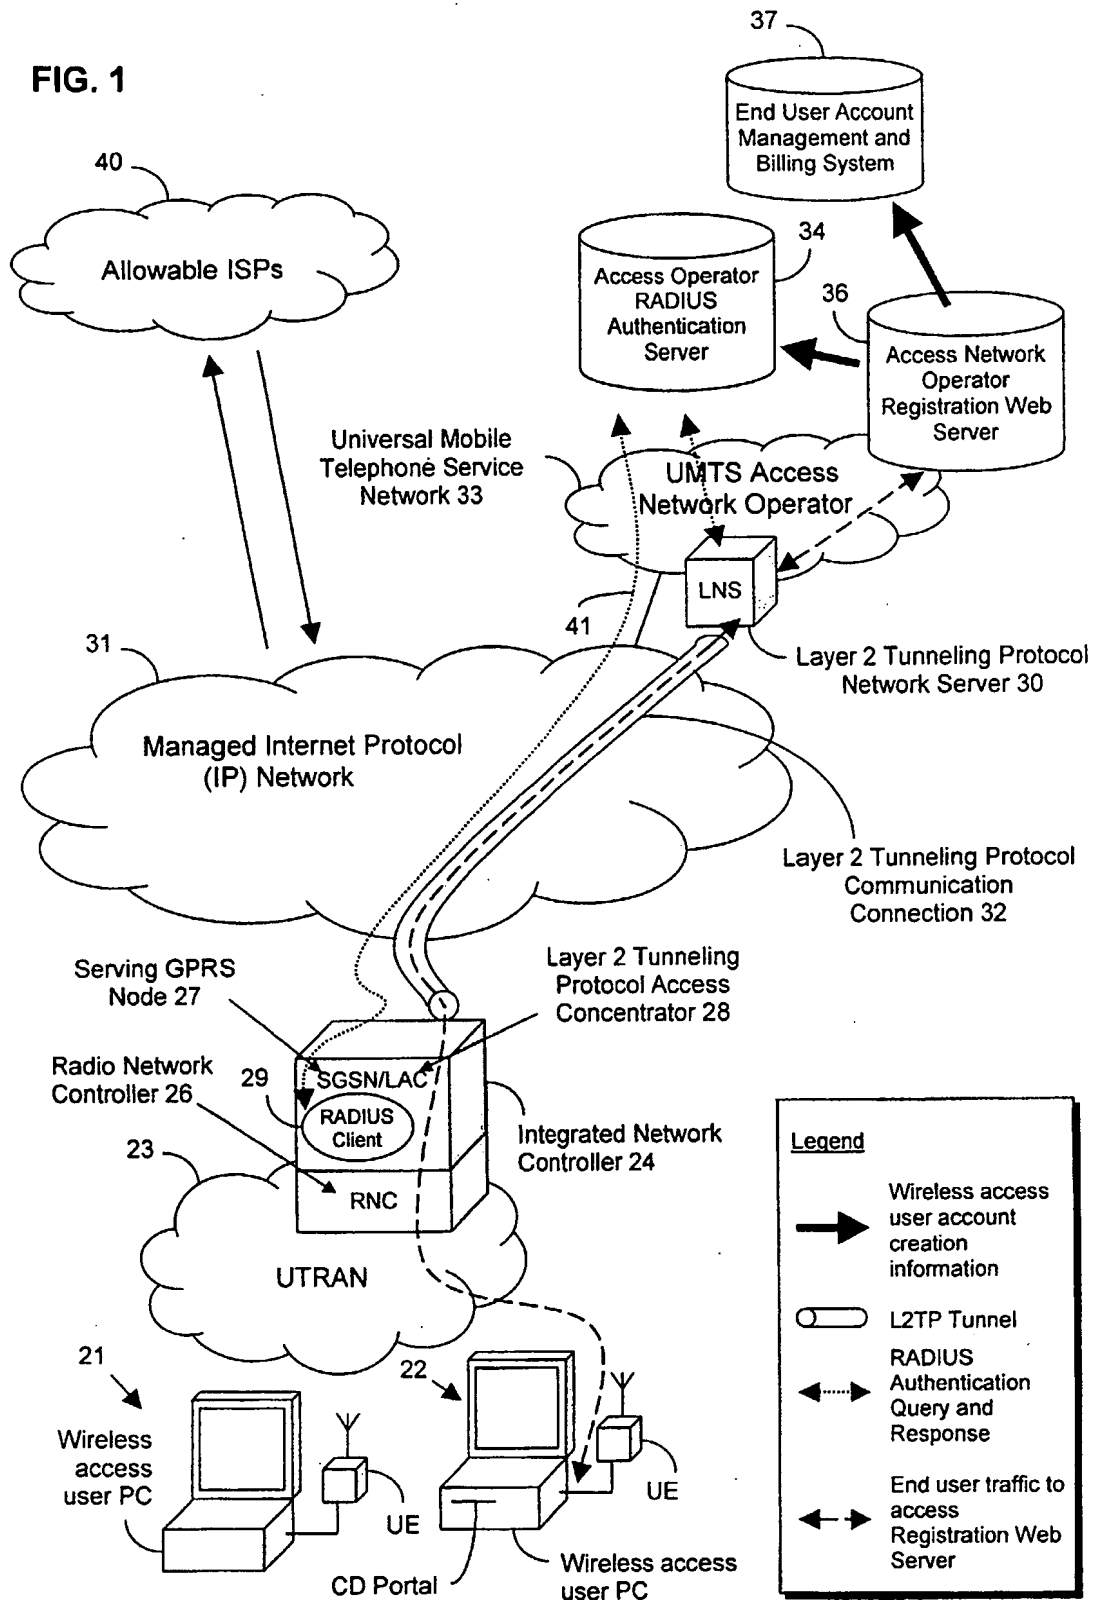 FIG. 1
37
End User Account
Management and
Billing System
40
Allowable ISPs
34
Access Operator
RADIUS
Authentication
Server
36
Access Network
Operator
Registration Web
Server
Universal Mobile
Telephone Service
Network 33
UMTS Access
Network Operator
LNS
41
31
Layer 2 Tunneling Protocol
Network Server 30
Managed Internet Protocol
(IP) Network
Layer 2 Tunneling Protocol
Communication
Connection 32
Serving GPRS
Node 27
Layer 2 Tunneling
Protocol Access
Concentrator 28
Radio Network
Controller 26
29
SGSN/LAC
RADIUS
Client
Integrated Network
Controller 24
23
RNC
UTRAN
21
22
Wireless
access
user PC
UE
UE
CD Portal
Wireless access
user PC
Legend
Wireless access
user account
creation
information
L2TP Tunnel
RADIUS
Authentication
Query and
Response
End user traffic to
access
Registration Web
Server